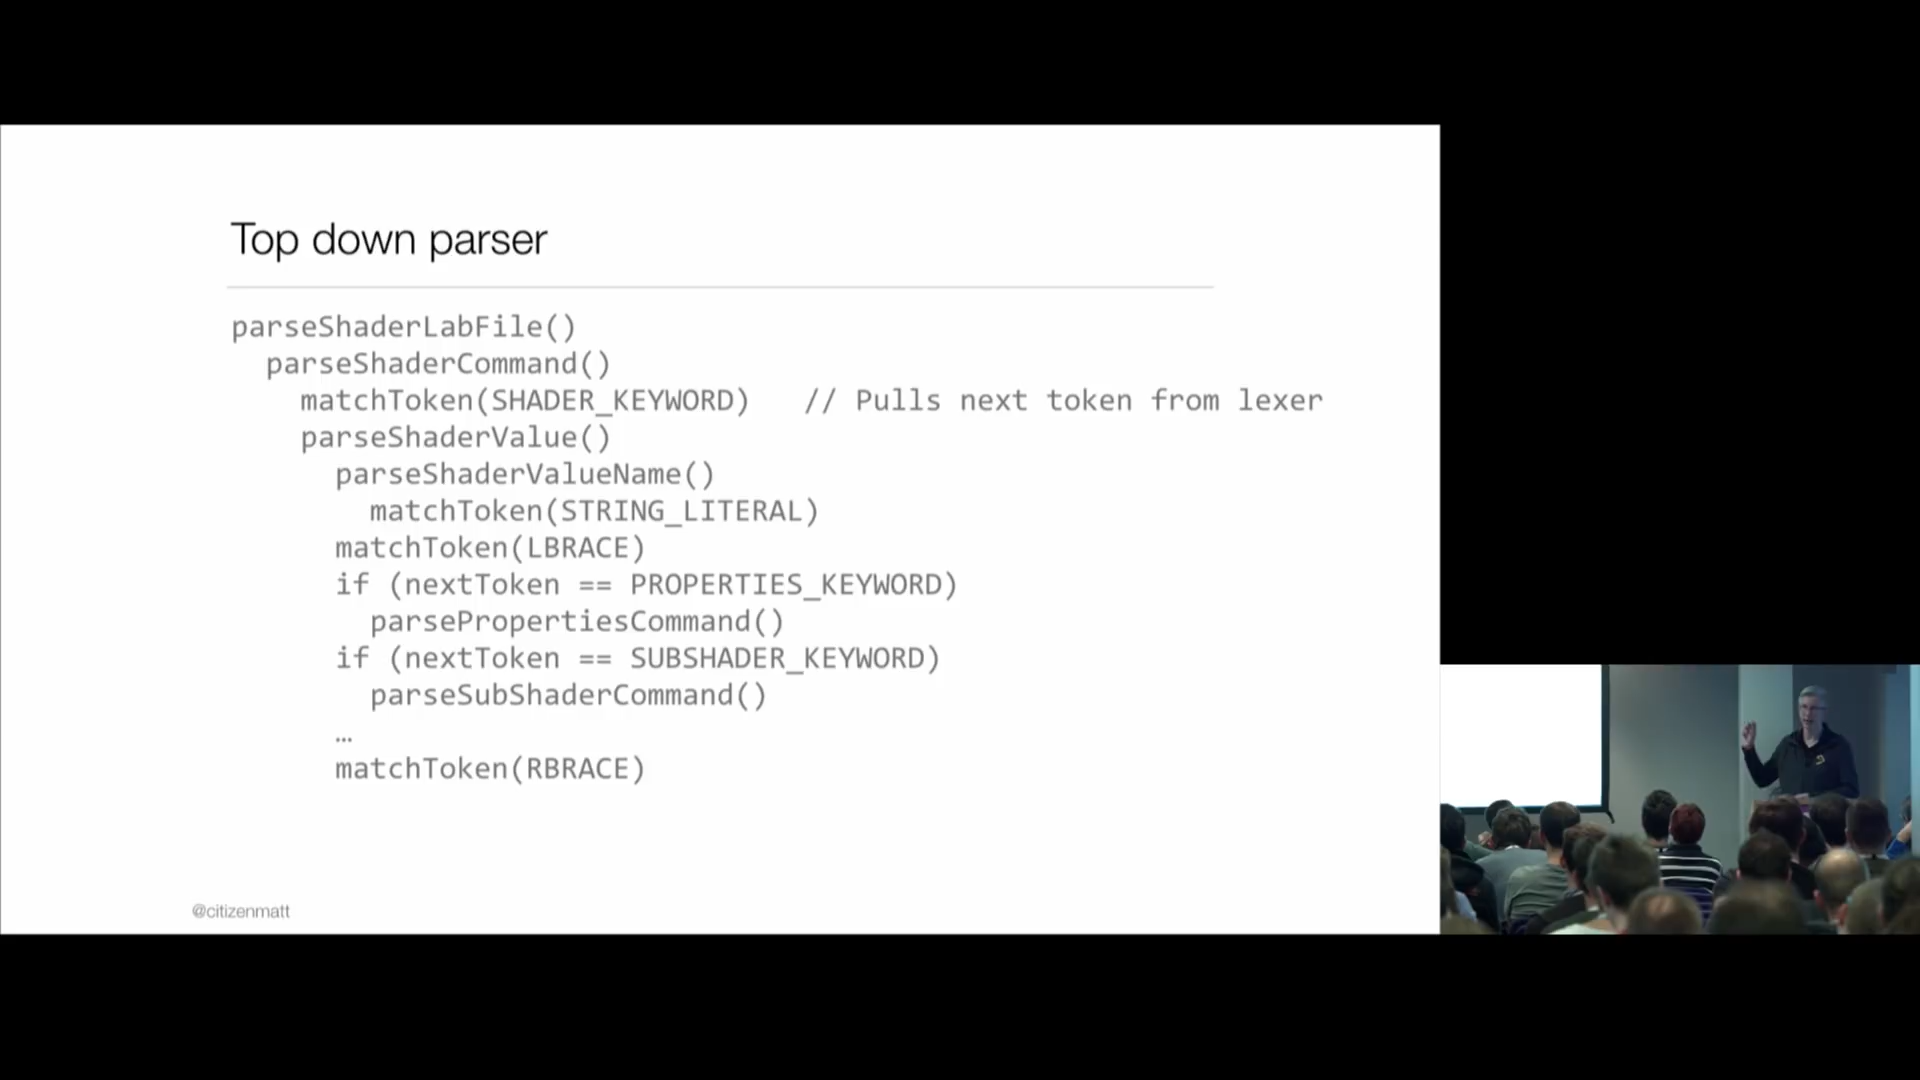 Top down parser
parseShaderLabFile()
parseShaderCommand()
matchToken(SHADER_KEYWORD) // Pulls next token from lexer
parseShaderValue()
parseShaderValueName()
matchToken(STRING_LITERAL)
matchToken(LBRACE)
if (nextToken == PROPERTIES_KEYWORD)
parsePropertiesCommand()
if (nextToken == SUBSHADER_KEYWORD)
parseSubShaderCommand()
…
matchToken(RBRACE)
@citizenmatt